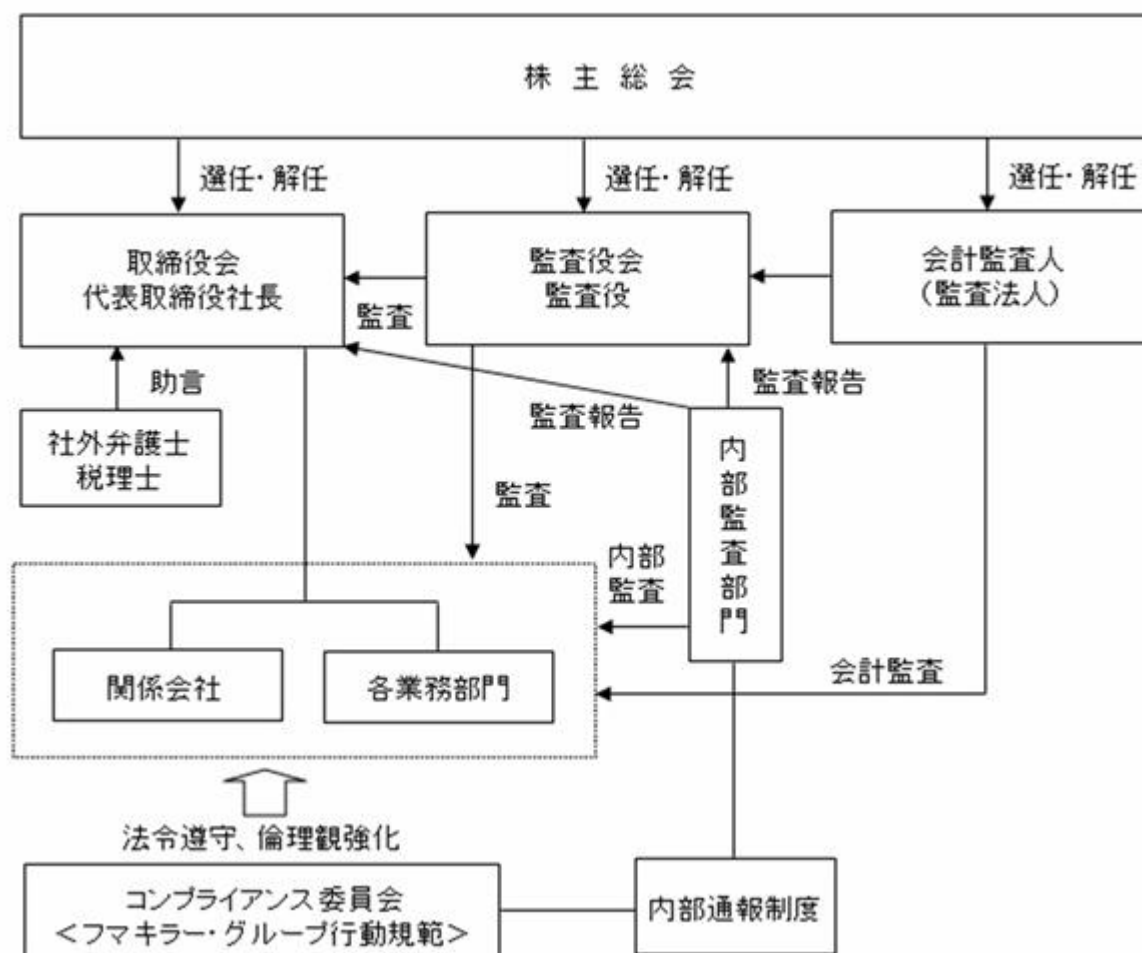 株主総会
選任・解任
選任・解任
選任・解任
取締役会
代表取締役社長
監査役会
監査役
会計監査人
(監査法人)
監査
助言
監査報告
監査報告
社外弁護士
税理士
内部監査部門
監査
内部
監査
会計監査
関係会社
各業務部門
法令遵守、倫理観強化
コンプライアンス委員会
<フマキラー・グループ行動規範>
内部通報制度